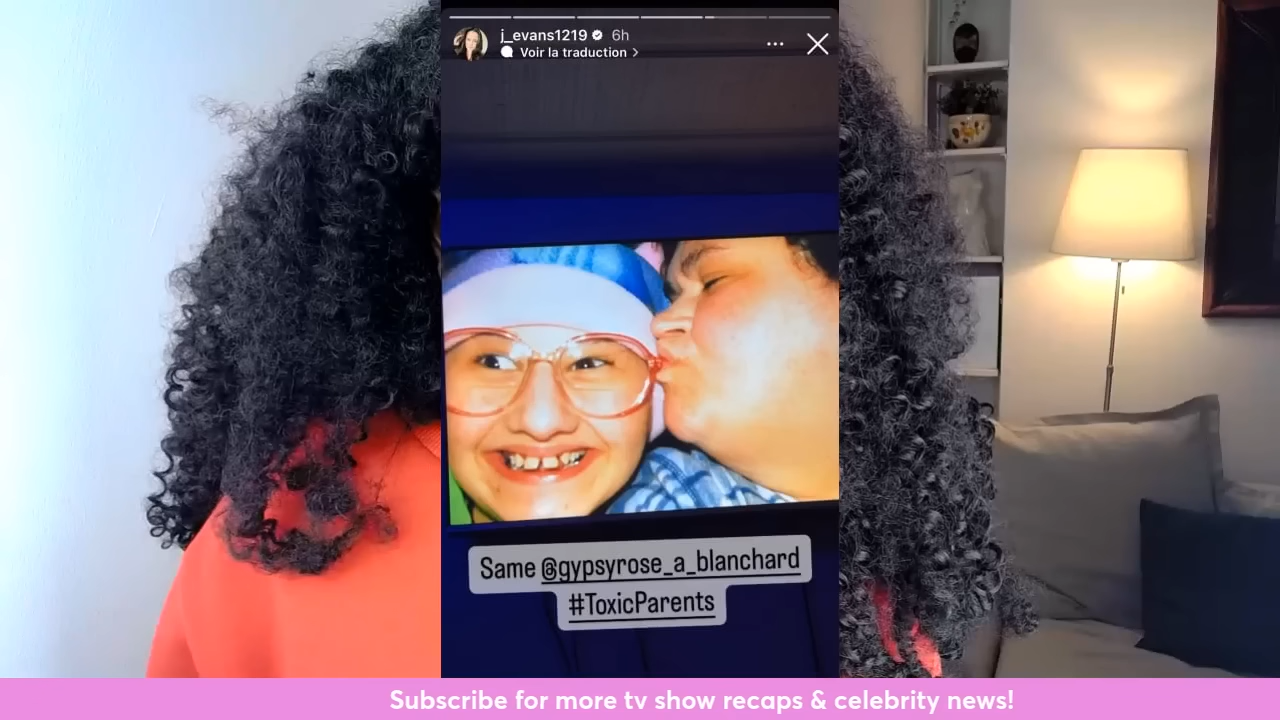 j_evans1219 6h
Voir la traduction
Same @gypsyrose_a_blanchard
#ToxicParents
Subscribe for more tv show recaps & celebrity news!